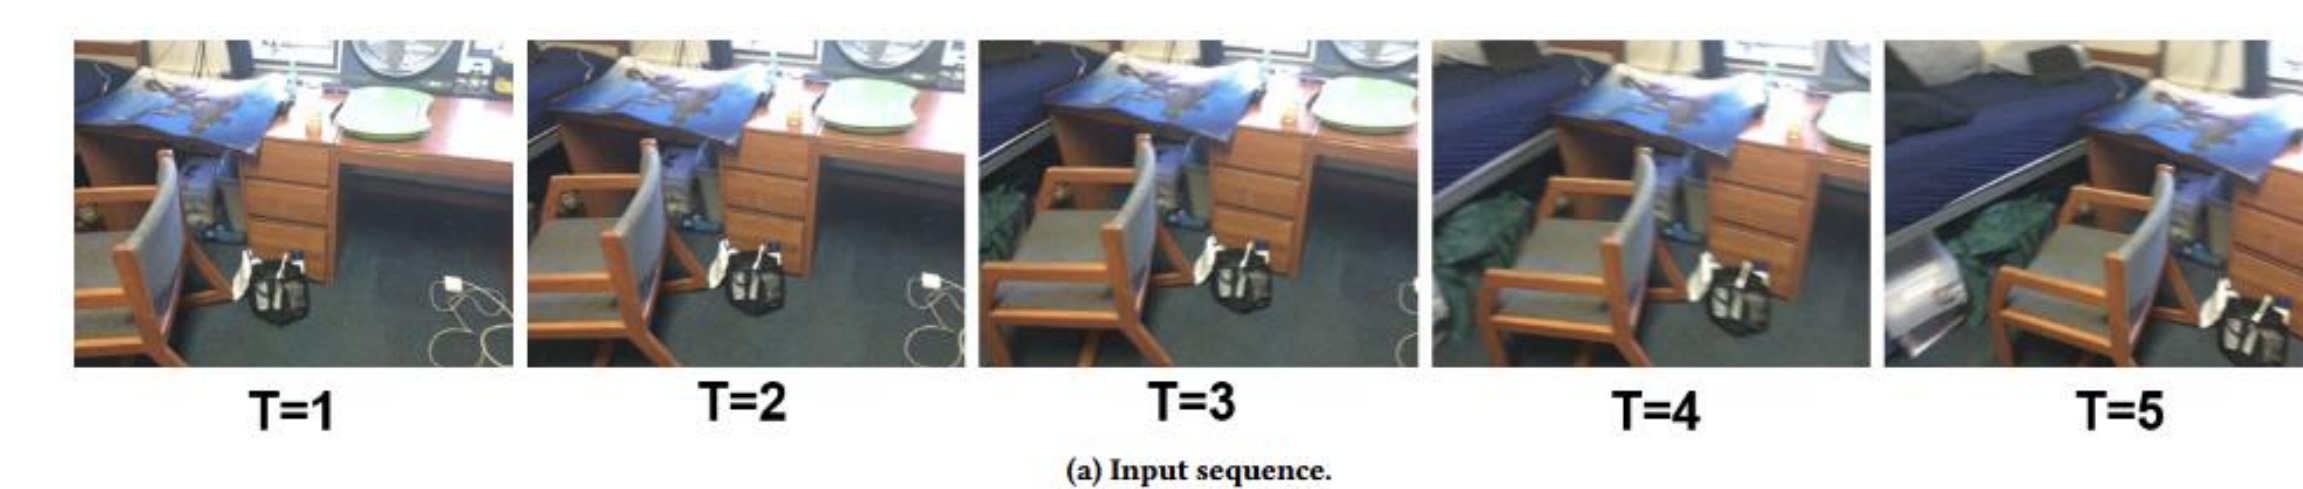 T=1 T=2 T=3 T=4 T=5
(a) Input sequence.